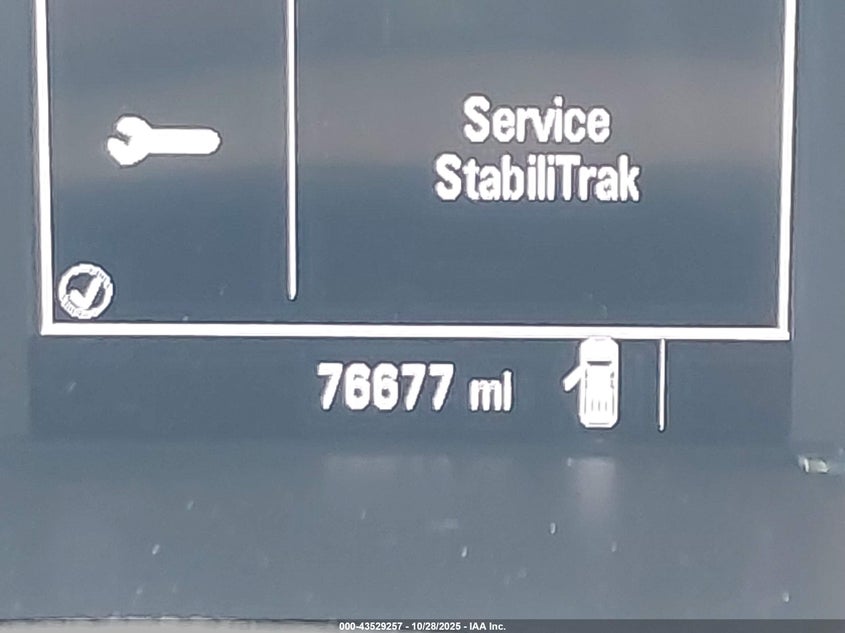 Service
StabiliTrak
76677 mi
000-43529257 - 10/28/2025 - IAA Inc.